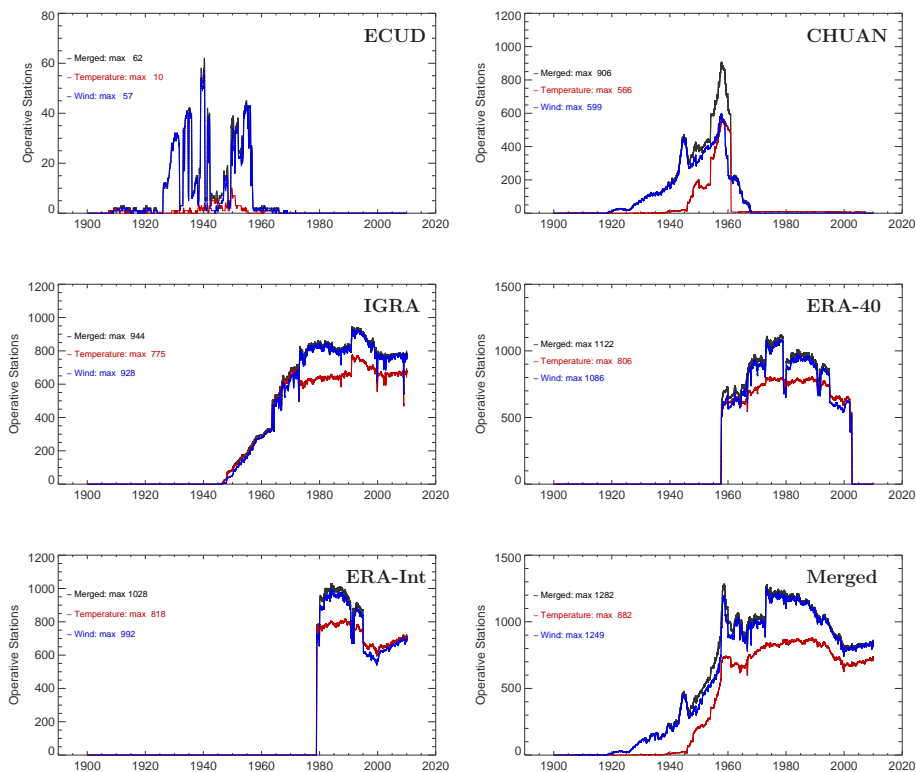 ECUD
– Merged: max 62
– Temperature: max 10
– Wind: max 57
Operative Stations
80
60
40
20
0
1900 1920 1940 1960 1980 2000 2020
CHUAN
– Merged: max 906
– Temperature: max 566
– Wind: max 599
Operative Stations
1200
1000
800
600
400
200
0
1900 1920 1940 1960 1980 2000 2020
IGRA
– Merged: max 944
– Temperature: max 775
– Wind: max 928
Operative Stations
1200
1000
800
600
400
200
0
1900 1920 1940 1960 1980 2000 2020
ERA-40
– Merged: max 1122
– Temperature: max 806
– Wind: max 1086
Operative Stations
1500
1000
500
0
1900 1920 1940 1960 1980 2000 2020
ERA-Int
– Merged: max 1028
– Temperature: max 818
– Wind: max 992
Operative Stations
1200
1000
800
600
400
200
0
1900 1920 1940 1960 1980 2000 2020
Merged
– Merged: max 1282
– Temperature: max 882
– Wind: max 1249
Operative Stations
1500
1000
500
0
1900 1920 1940 1960 1980 2000 2020